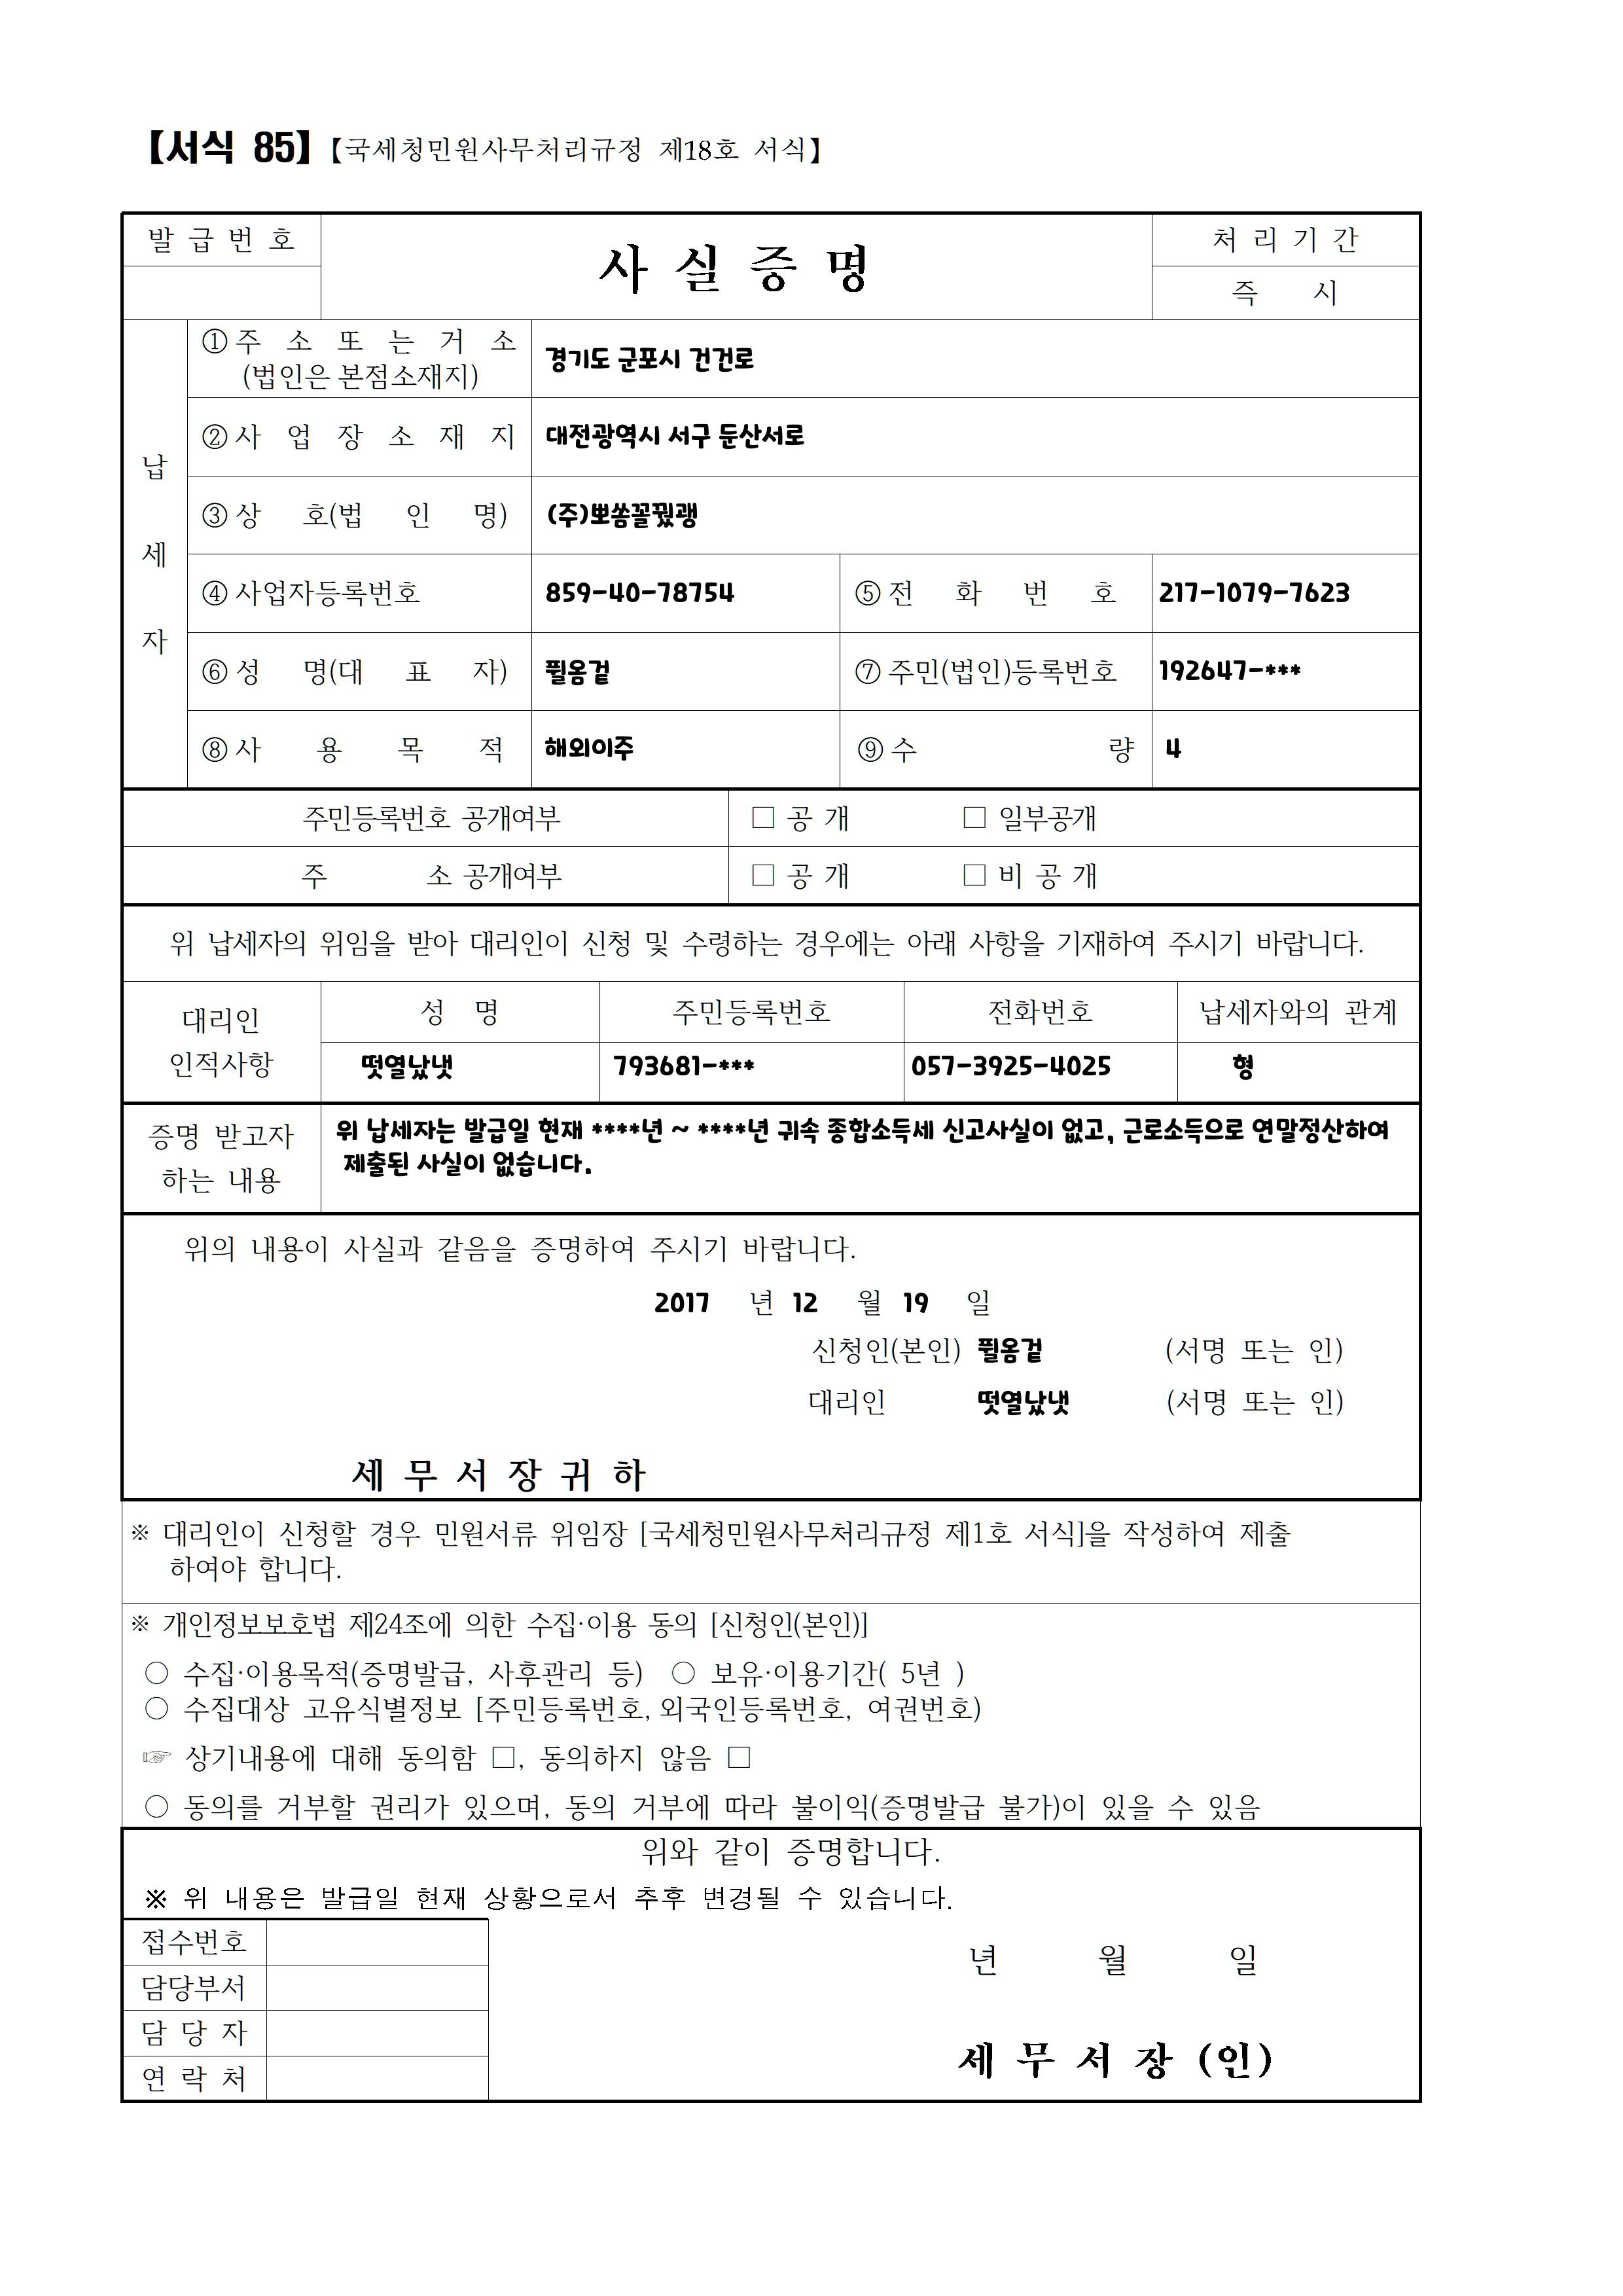 【서식 85】【국세청민원사무처리규정 제18호 서식】
발 급 번 호
사 실 증 명
처 리 기 간
즉 시
납 세 자
① 주 소 또 는 거 소
(법인은 본점소재지)
경기도 군포시 건건로
② 사 업 장 소 재 지
대전광역시 서구 둔산서로
③ 상 호(법 인 명)
(주)뽀쏨꼴꿨괭
④ 사업자등록번호
859-40-78754
⑤ 전 화 번 호
217-1079-7623
⑥ 성 명(대 표 자)
퓔옴겉
⑦ 주민(법인)등록번호
192647-***
⑧ 사 용 목 적
해외이주
⑨ 수 량
4
주민등록번호 공개여부
□ 공 개 □ 일부공개
주 소 공개여부
□ 공 개 □ 비 공 개
위 납세자의 위임을 받아 대리인이 신청 및 수령하는 경우에는 아래 사항을 기재하여 주시기 바랍니다.
대리인
인적사항
성 명
주민등록번호
전화번호
납세자와의 관계
떳열났냇
793681-***
057-3925-4025
형
증명 받고자
하는 내용
위 납세자는 발급일 현재 ****년 ~ ****년 귀속 종합소득세 신고사실이 없고, 근로소득으로 연말정산하여
제출된 사실이 없습니다.
위의 내용이 사실과 같음을 증명하여 주시기 바랍니다.
2017 년 12 월 19 일
신청인(본인) 퓔옴겉 (서명 또는 인)
대리인 떳열났냇 (서명 또는 인)
세 무 서 장 귀 하
※ 대리인이 신청할 경우 민원서류 위임장 [국세청민원사무처리규정 제1호 서식]을 작성하여 제출
하여야 합니다.
※ 개인정보보호법 제24조에 의한 수집·이용 동의 [신청인(본인)]
○ 수집·이용목적(증명발급, 사후관리 등) ○ 보유·이용기간( 5년 )
○ 수집대상 고유식별정보 [주민등록번호, 외국인등록번호, 여권번호)
☞ 상기내용에 대해 동의함 □, 동의하지 않음 □
○ 동의를 거부할 권리가 있으며, 동의 거부에 따라 불이익(증명발급 불가)이 있을 수 있음
위와 같이 증명합니다.
※ 위 내용은 발급일 현재 상황으로서 추후 변경될 수 있습니다.
접수번호
담당부서
담 당 자
연 락 처
년 월 일
세 무 서 장 (인)